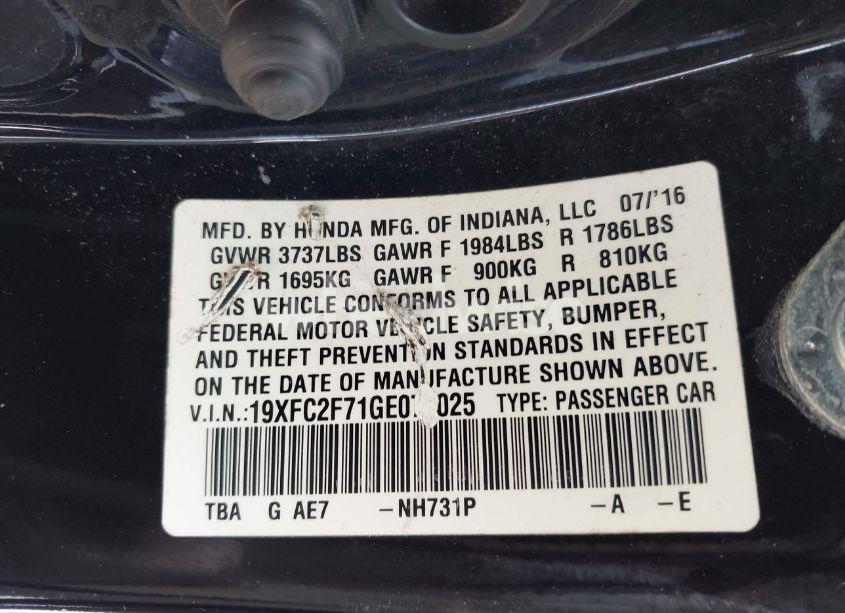 MFD. BY HONDA MFG. OF INDIANA, LLC 07/'16
GVWR 3737LBS GAWR F 1984LBS R 1786LBS
GVWR 1695KG GAWR F 900KG R 810KG
THIS VEHICLE CONFORMS TO ALL APPLICABLE
FEDERAL MOTOR VEHICLE SAFETY, BUMPER,
AND THEFT PREVENTION STANDARDS IN EFFECT
ON THE DATE OF MANUFACTURE SHOWN ABOVE.
V.I.N.: TYPE: PASSENGER CAR
TBA G AE7 -NH731P -A -E